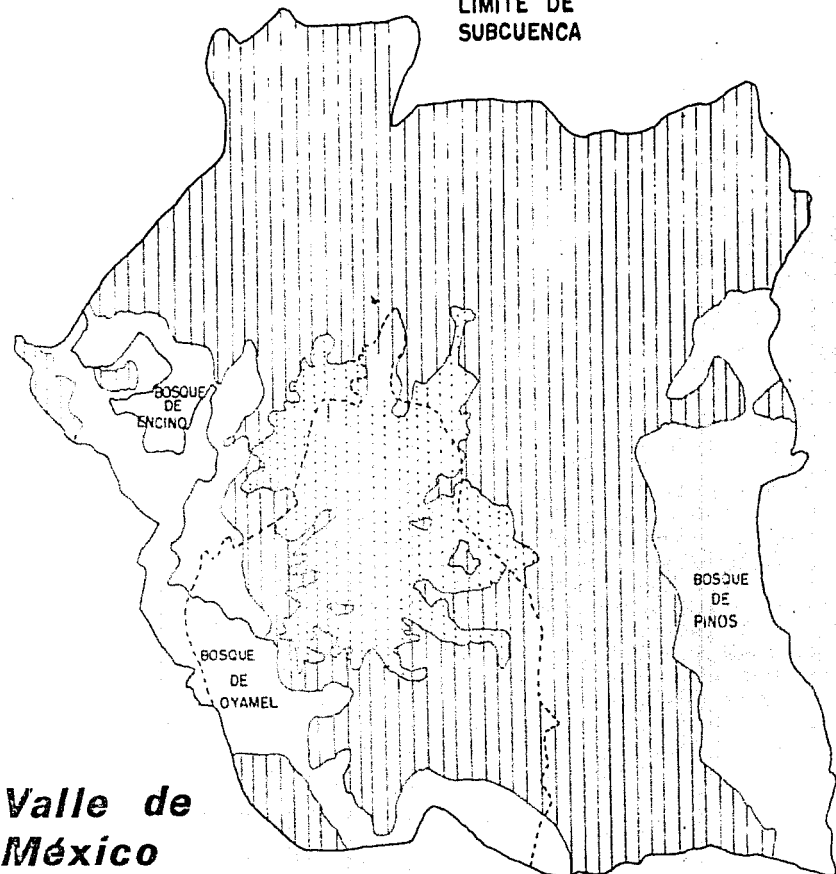 LIMITE DE
SUBCUENCA
BOSQUE
DE
ENCINO
BOSQUE
DE
PINOS
BOSQUE
DE
OYAMEL
Valle de
México